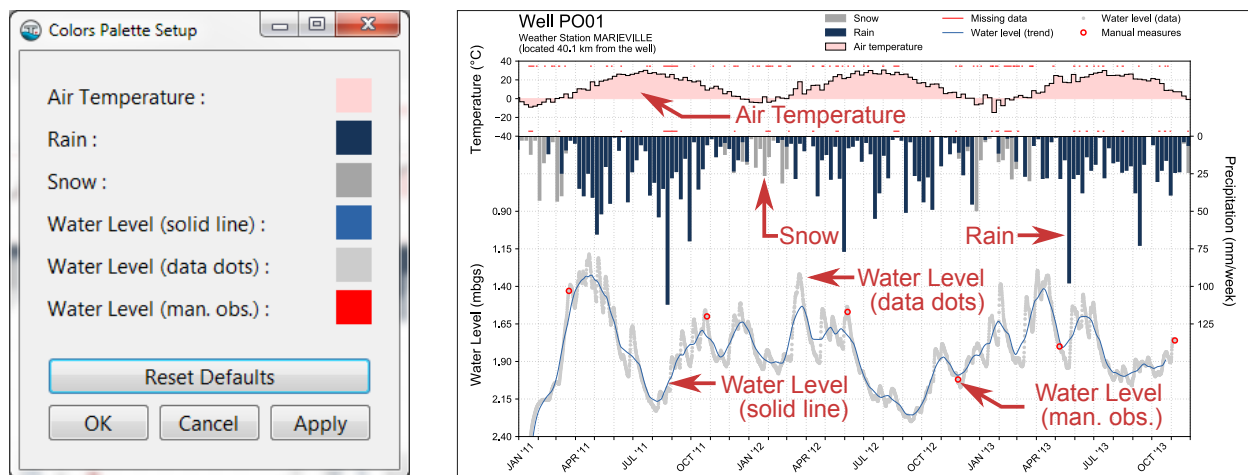 Colors Palette Setup
Air Temperature :
Rain :
Snow :
Water Level (solid line) :
Water Level (data dots) :
Water Level (man. obs.) :
Reset Defaults
OK Cancel Apply
Well PO01
Weather Station MARIEVILLE
(located 40.1 km from the well)
Snow
Rain
Air temperature
Missing data
Water level (trend)
Water level (data)
Manual measures
Temperature (°C)
40
20
0
−20
−40
Air Temperature
Snow
Rain
Water Level
(data dots)
Water Level
(solid line)
Water Level
(man. obs.)
Water Level (mbgs)
0.90
1.15
1.40
1.65
1.90
2.15
2.40
Precipitation (mm/week)
0
25
50
75
100
125
JAN '11
APR '11
JUL '11
OCT '11
JAN '12
APR '12
JUL '12
OCT '12
JAN '13
APR '13
JUL '13
OCT '13